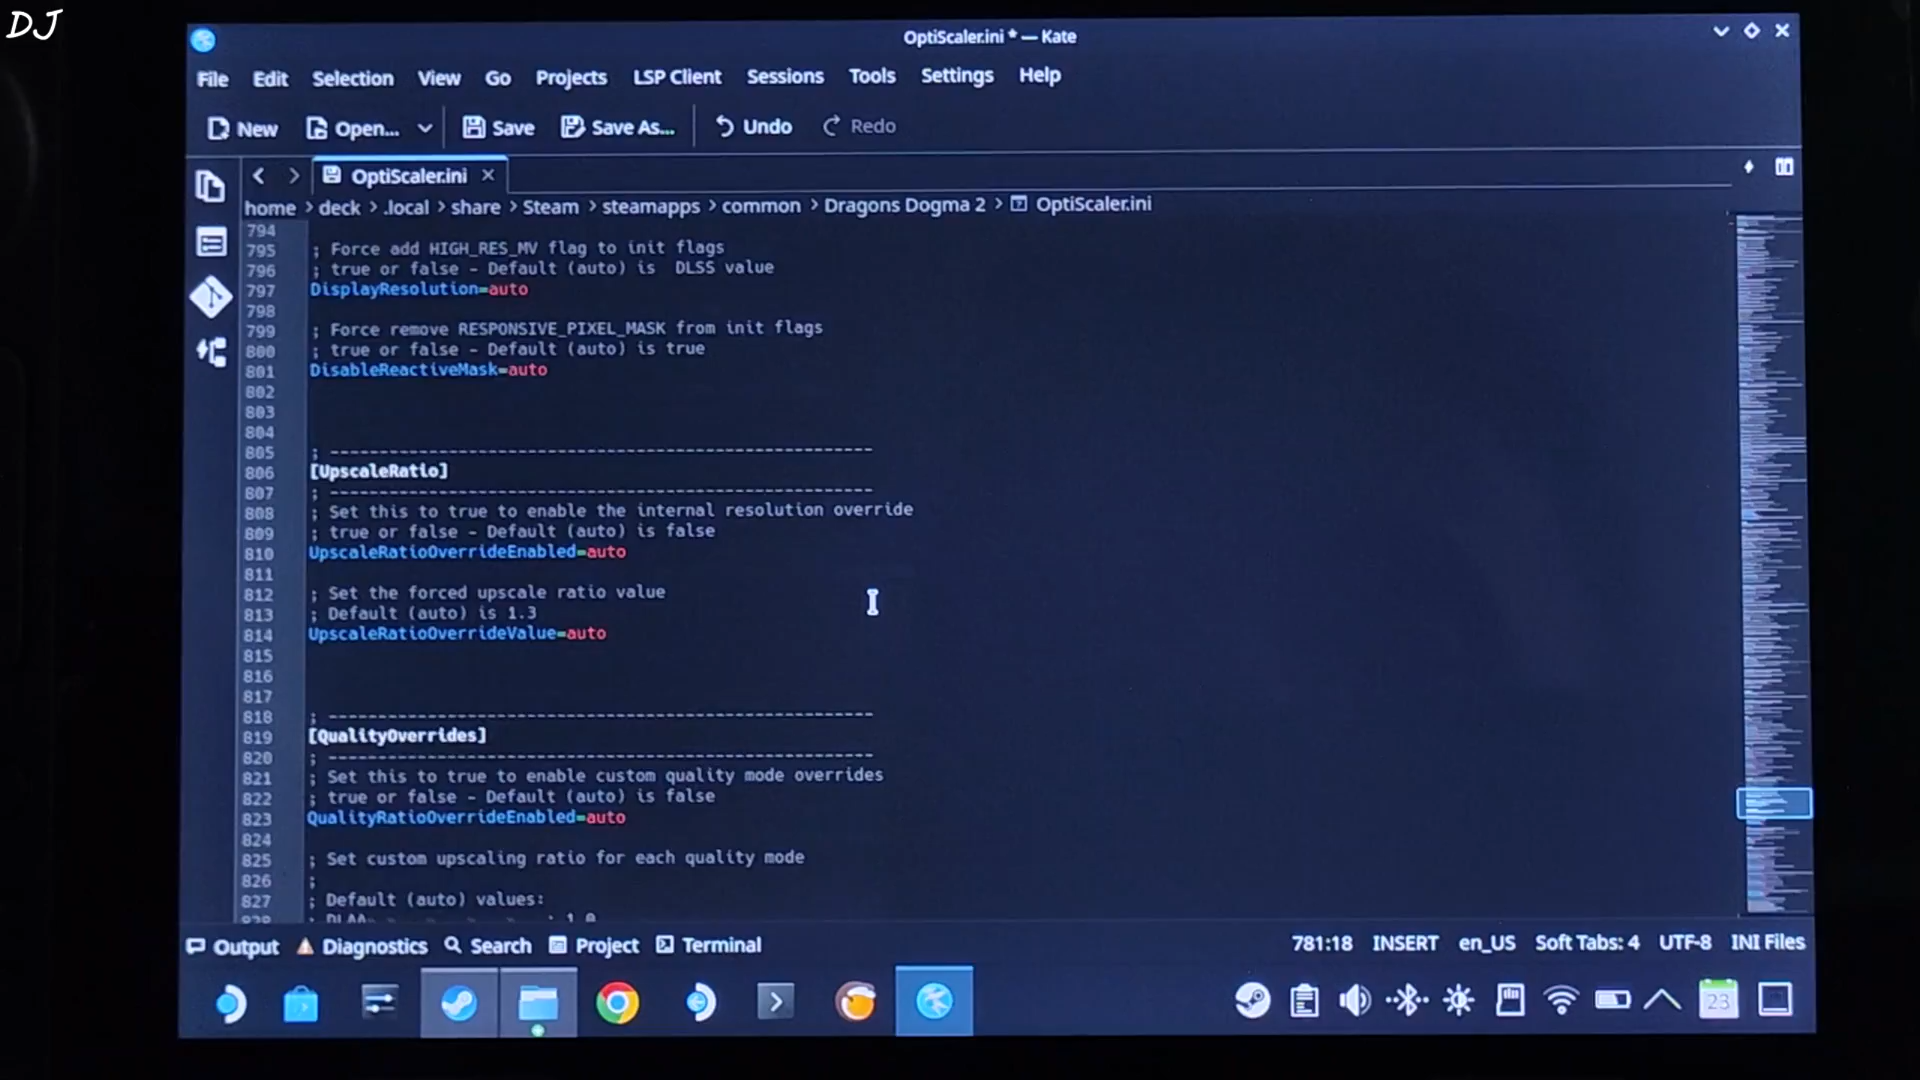 DJ
OptiScaler.ini * — Kate
File Edit Selection View Go Projects LSP Client Sessions Tools Settings Help
New Open... Save Save As... Undo Redo
OptiScaler.ini
home > deck > .local > share > Steam > steamapps > common > Dragons Dogma 2 > OptiScaler.ini
794
795 ; Force add HIGH_RES_MV flag to init flags
796 ; true or false - Default (auto) is  DLSS value
797 DisplayResolution=auto
798
799 ; Force remove RESPONSIVE_PIXEL_MASK from init flags
800 ; true or false - Default (auto) is true
801 DisableReactiveMask=auto
802
803
804
805 ; -------------------------------------------------------
806 [UpscaleRatio]
807 ; -------------------------------------------------------
808 ; Set this to true to enable the internal resolution override
809 ; true or false - Default (auto) is false
810 UpscaleRatioOverrideEnabled=auto
811
812 ; Set the forced upscale ratio value
813 ; Default (auto) is 1.3
814 UpscaleRatioOverrideValue=auto
815
816
817
818 ; -------------------------------------------------------
819 [QualityOverrides]
820 ; -------------------------------------------------------
821 ; Set this to true to enable custom quality mode overrides
822 ; true or false - Default (auto) is false
823 QualityRatioOverrideEnabled=auto
824
825 ; Set custom upscaling ratio for each quality mode
826 ;
827 ; Default (auto) values:
828 ; DLAA : 1.0
Output Diagnostics Search Project Terminal 781:18 INSERT en_US Soft Tabs: 4 UTF-8 INI Files
23